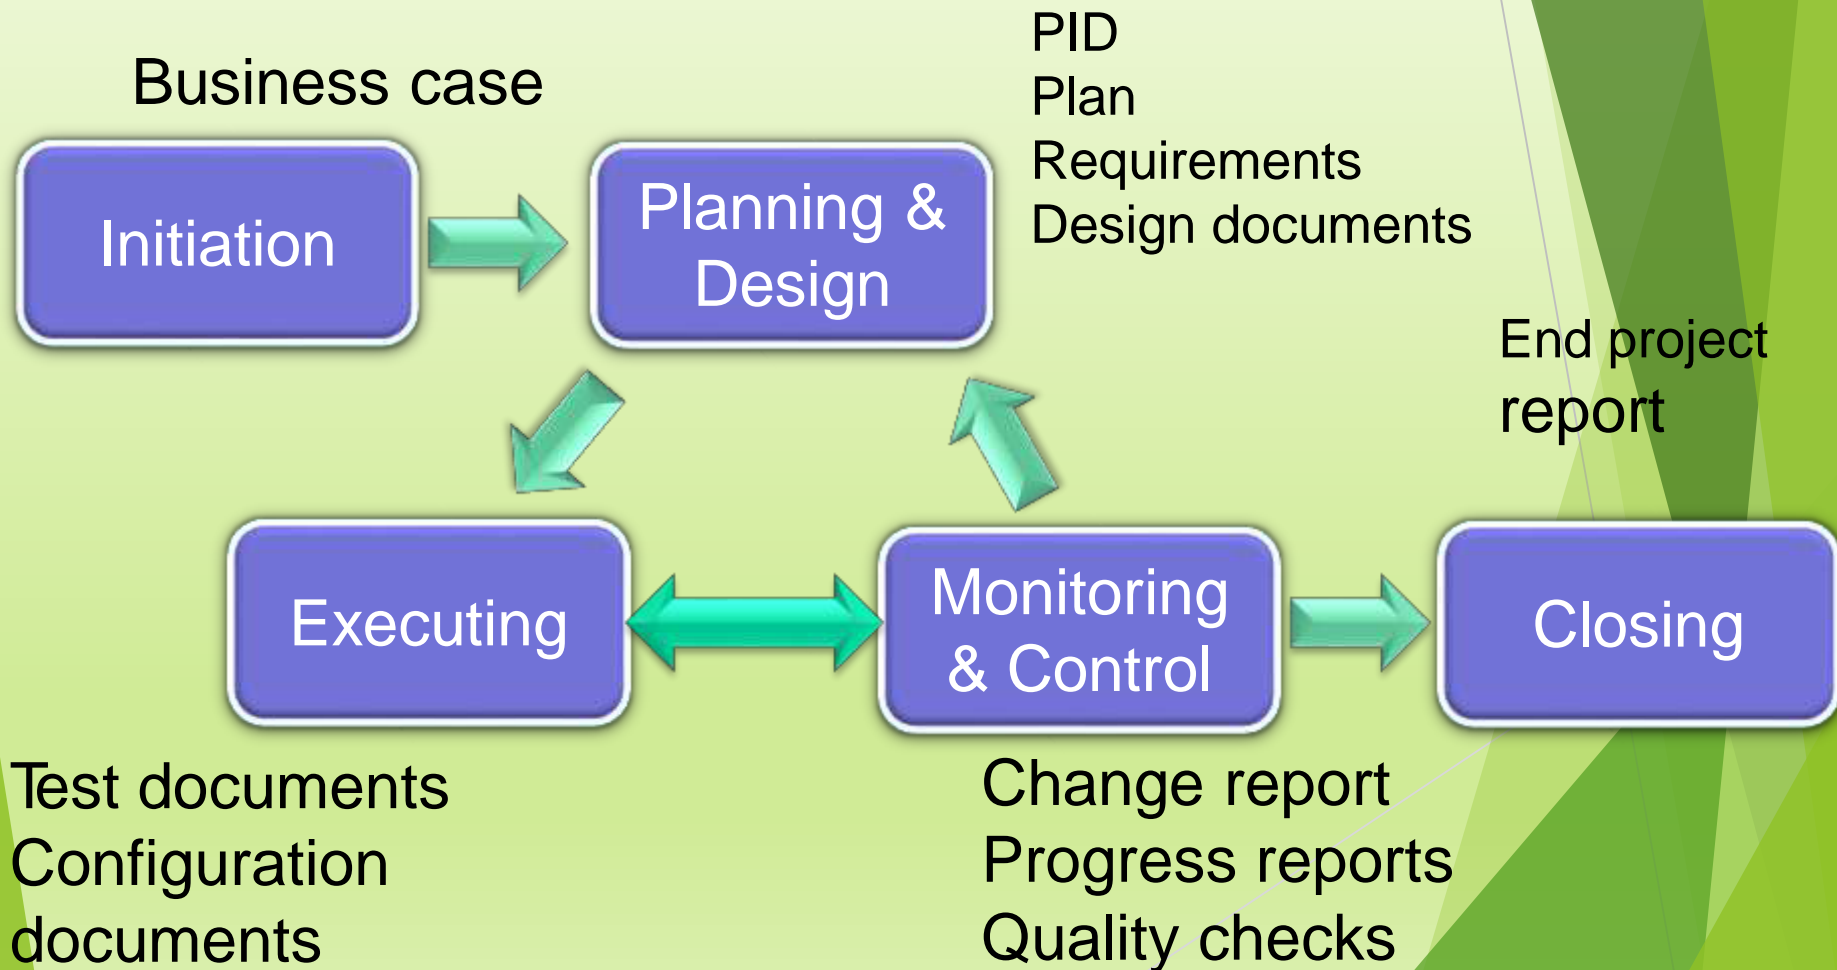 Business case
PID
Plan
Requirements
Design documents
Initiation
Planning &
Design
End project
report
Executing
Monitoring
& Control
Closing
Test documents
Configuration
documents
Change report
Progress reports
Quality checks